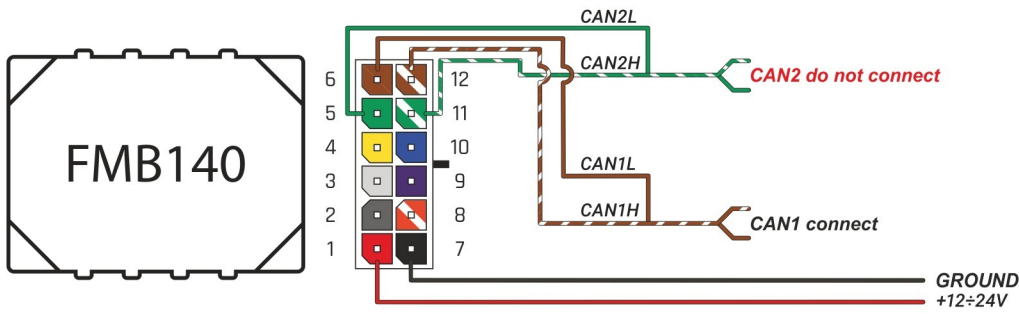 CAN2L
CAN2H
CAN2 do not connect
FMB140
6 12
5 11
4 10
3 9
2 8
1 7
CAN1L
CAN1H
CAN1 connect
GROUND
+12÷24V